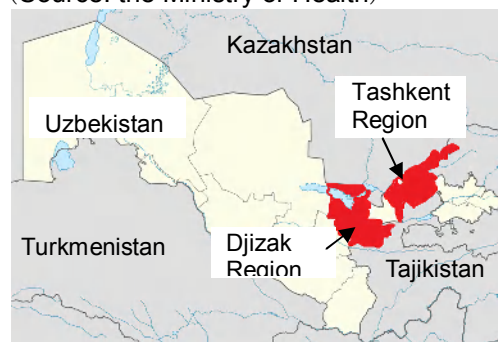 (Source: the Ministry of Health)
Kazakhstan
Tashkent
Region
Uzbekistan
Turkmenistan
Djizak
Region
Tajikistan